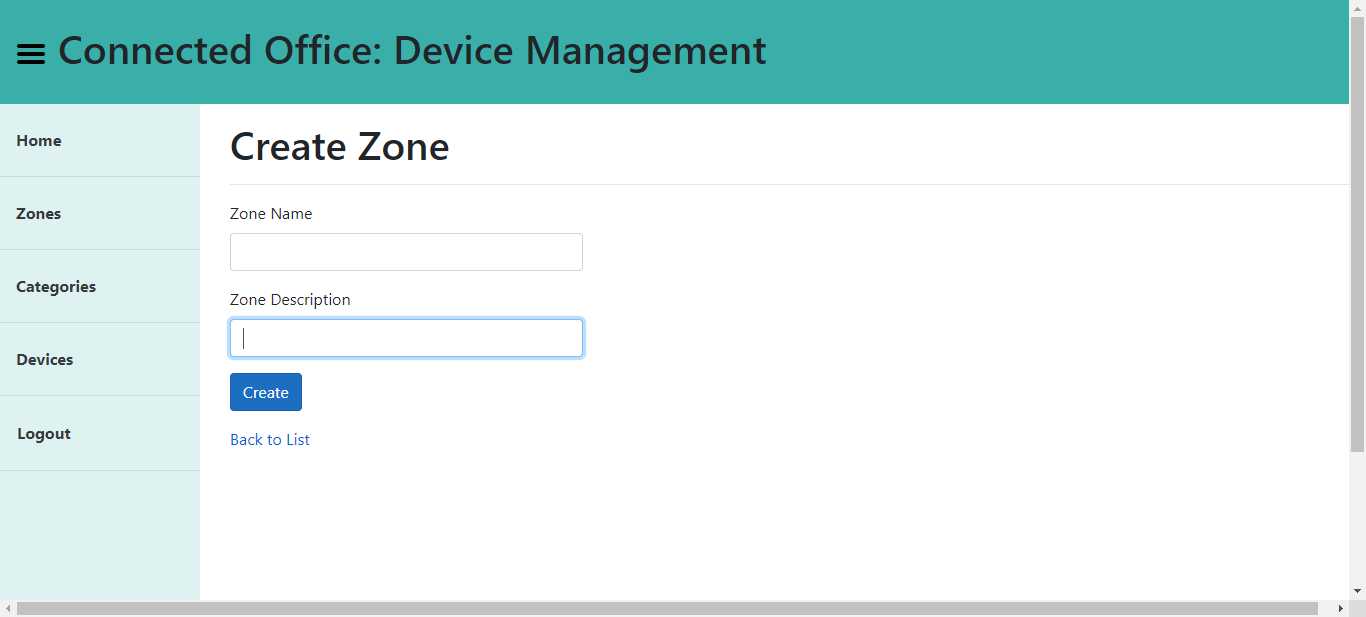 Connected Office: Device Management
Home
Zones
Categories
Devices
Logout
Create Zone
Zone Name
Zone Description
Create
Back to List